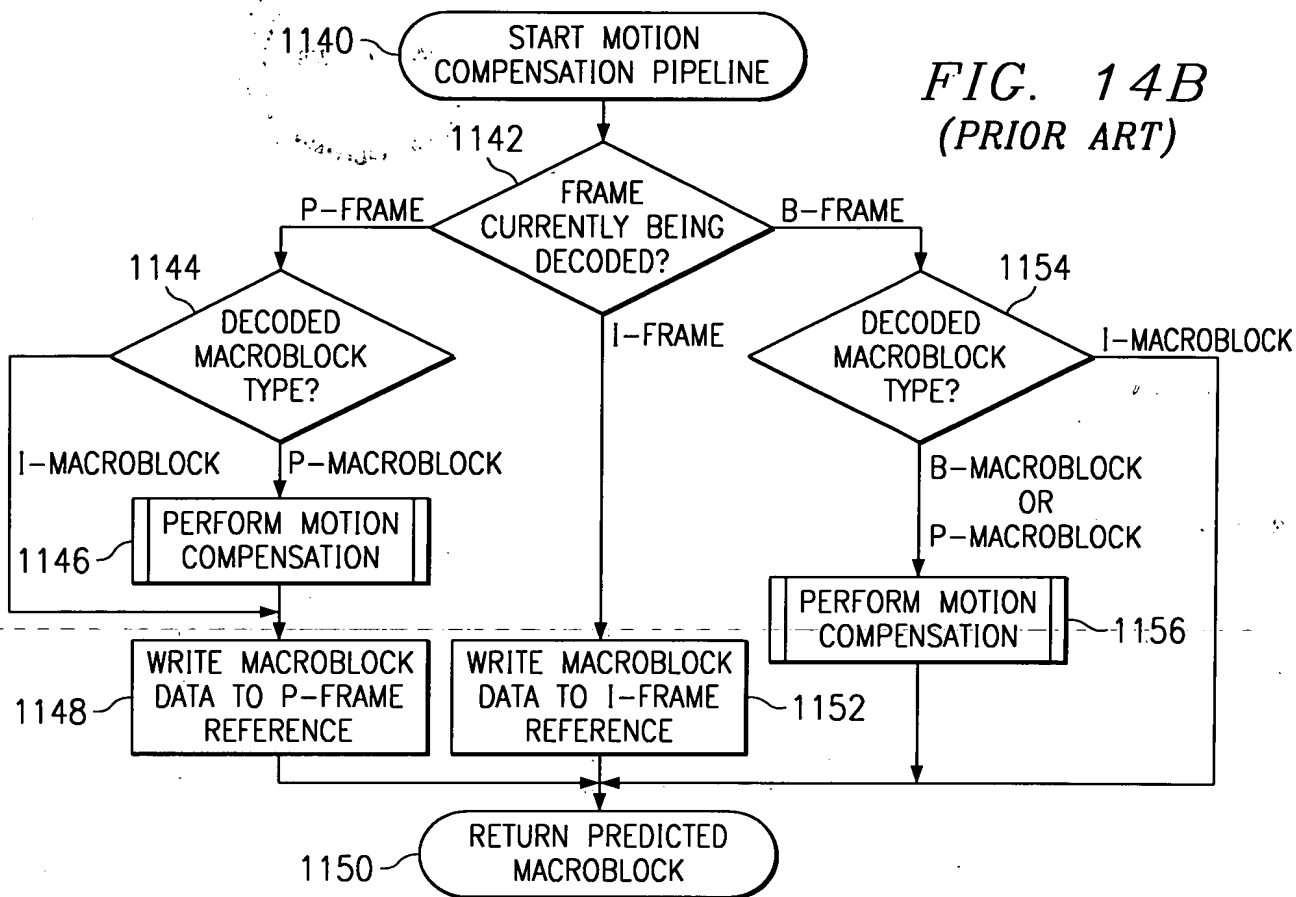 1140
START MOTION
COMPENSATION PIPELINE
FIG. 14B
(PRIOR ART)
1142
FRAME
CURRENTLY BEING
DECODED?
P-FRAME
B-FRAME
I-FRAME
1144
DECODED
MACROBLOCK
TYPE?
1154
DECODED
MACROBLOCK
TYPE?
I-MACROBLOCK
I-MACROBLOCK
P-MACROBLOCK
B-MACROBLOCK
OR
P-MACROBLOCK
1146
PERFORM MOTION
COMPENSATION
PERFORM MOTION
COMPENSATION
1156
1148
WRITE MACROBLOCK
DATA TO P-FRAME
REFERENCE
WRITE MACROBLOCK
DATA TO I-FRAME
REFERENCE
1152
1150
RETURN PREDICTED
MACROBLOCK